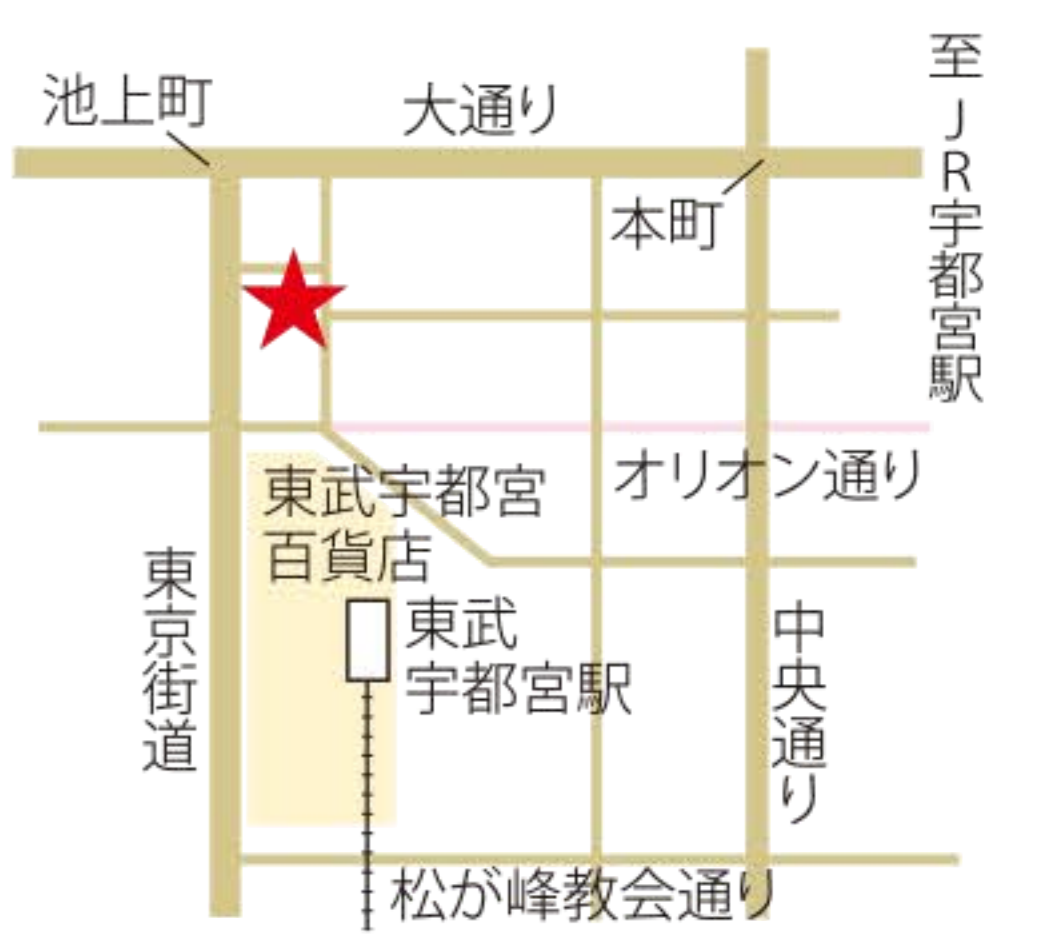 池上町
大通り
至JR宇都宮駅
本町
オリオン通り
東武宇都宮
百貨店
東武
宇都宮駅
東京街道
中央通り
松が峰教会通り